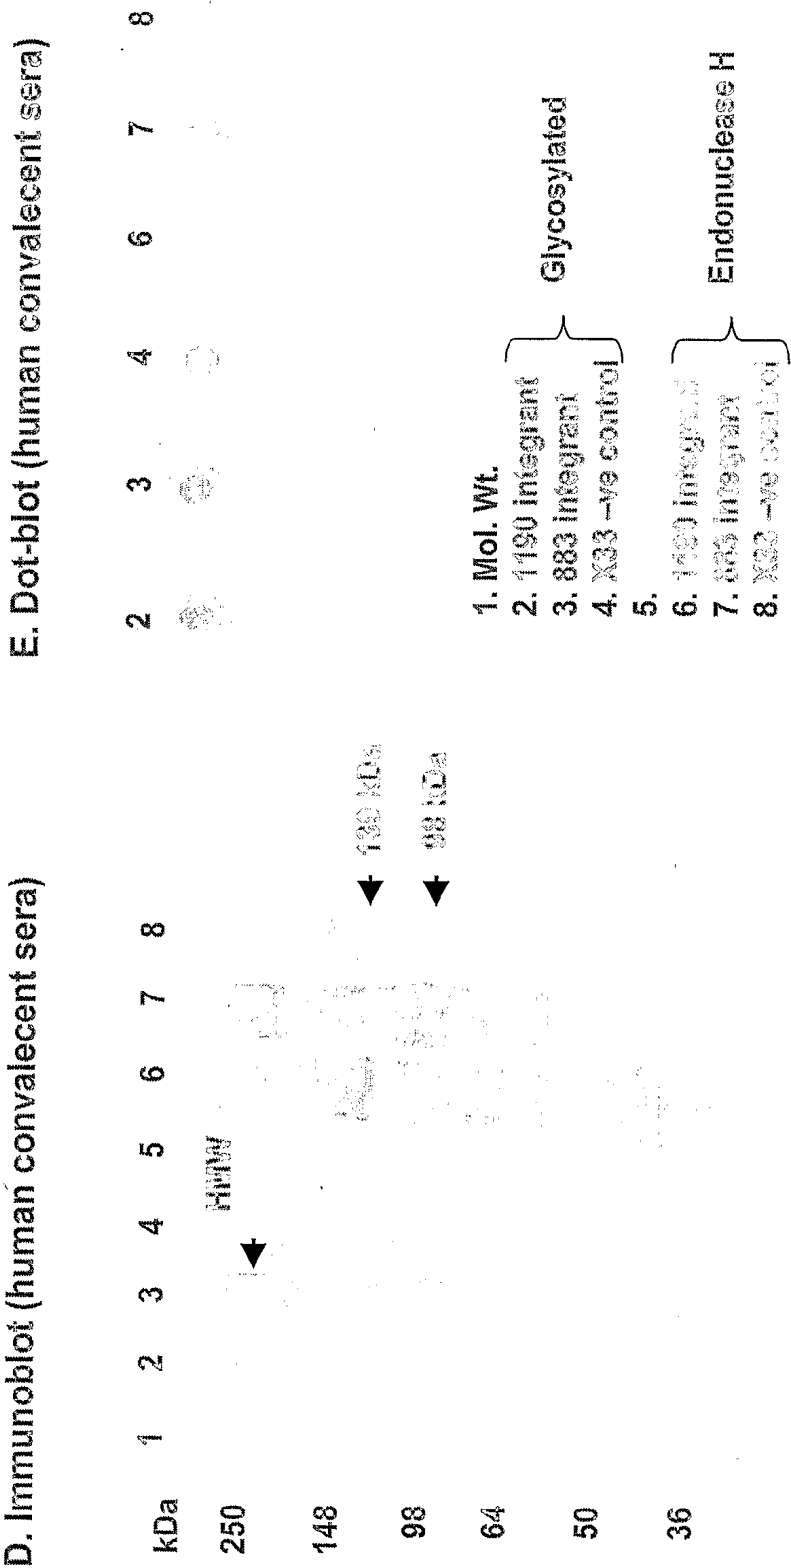 D. Immunoblot (human convalecent sera)
kDa 1 2 3 4 5 6 7 8
250
148
98
64
50
36
HMW
130 kDa
98 kDa
E. Dot-blot (human convalecent sera)
2 3 4 6 7 8
1. Mol. Wt.
2. 1190 integrant
3. 883 integrant
4. X33 –ve control
Glycosylated
5.
6. 1190 integrant
7. 883 integrant
8. X33 –ve control
Endonuclease H